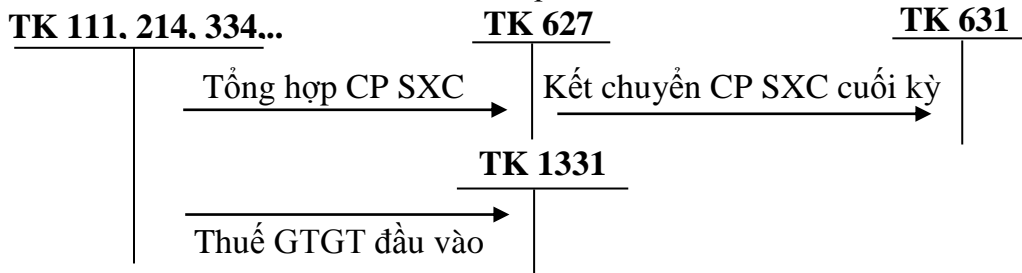 TK 111, 214, 334,..
TK 627
TK 631
Tổng hợp CP SXC
Kết chuyển CP SXC cuối kỳ
TK 1331
Thuế GTGT đầu vào